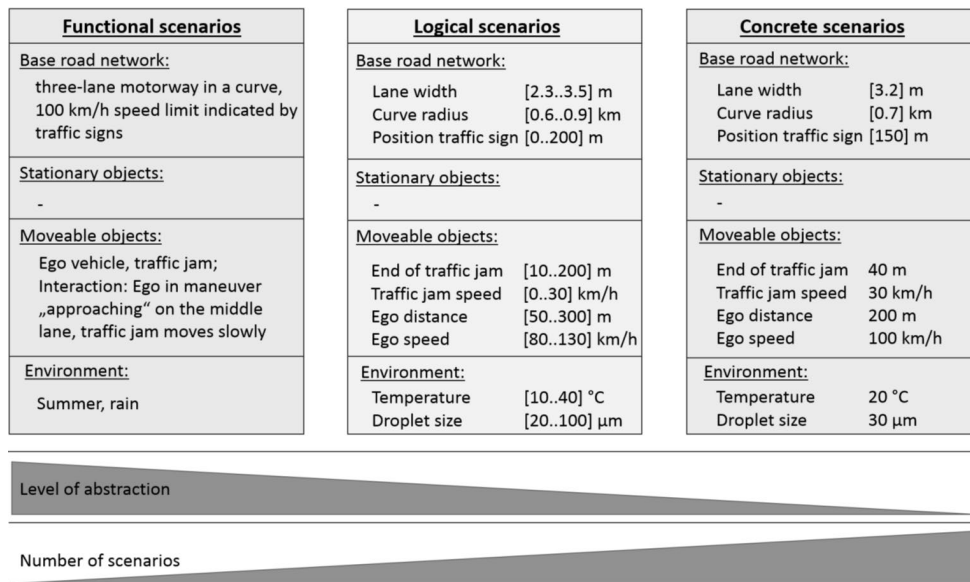 Functional scenarios
Base road network:
three-lane motorway in a curve,
100 km/h speed limit indicated by
traffic signs
Stationary objects:
-
Moveable objects:
Ego vehicle, traffic jam;
Interaction: Ego in maneuver
„approaching“ on the middle
lane, traffic jam moves slowly
Environment:
Summer, rain
Logical scenarios
Base road network:
Lane width [2.3..3.5] m
Curve radius [0.6..0.9] km
Position traffic sign [0..200] m
Stationary objects:
-
Moveable objects:
End of traffic jam [10..200] m
Traffic jam speed [0..30] km/h
Ego distance [50..300] m
Ego speed [80..130] km/h
Environment:
Temperature [10..40] °C
Droplet size [20..100] µm
Concrete scenarios
Base road network:
Lane width [3.2] m
Curve radius [0.7] km
Position traffic sign [150] m
Stationary objects:
-
Moveable objects:
End of traffic jam 40 m
Traffic jam speed 30 km/h
Ego distance 200 m
Ego speed 100 km/h
Environment:
Temperature 20 °C
Droplet size 30 µm
Level of abstraction
Number of scenarios